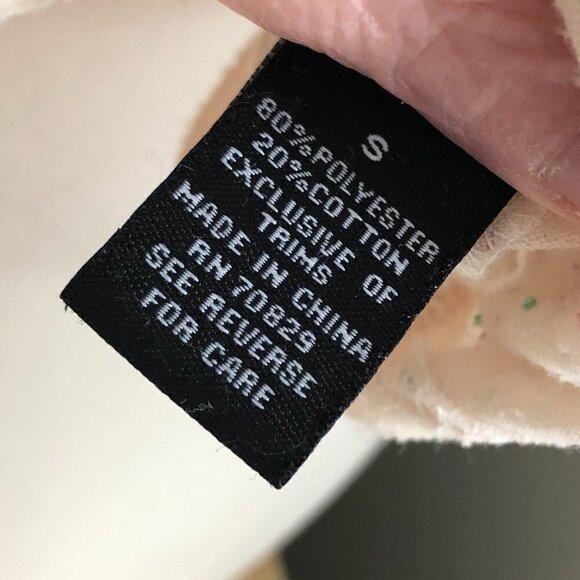 S
80%POLYESTER
20%COTTON
EXCLUSIVE OF
TRIMS
MADE IN CHINA
RN 70829
SEE REVERSE
FOR CARE